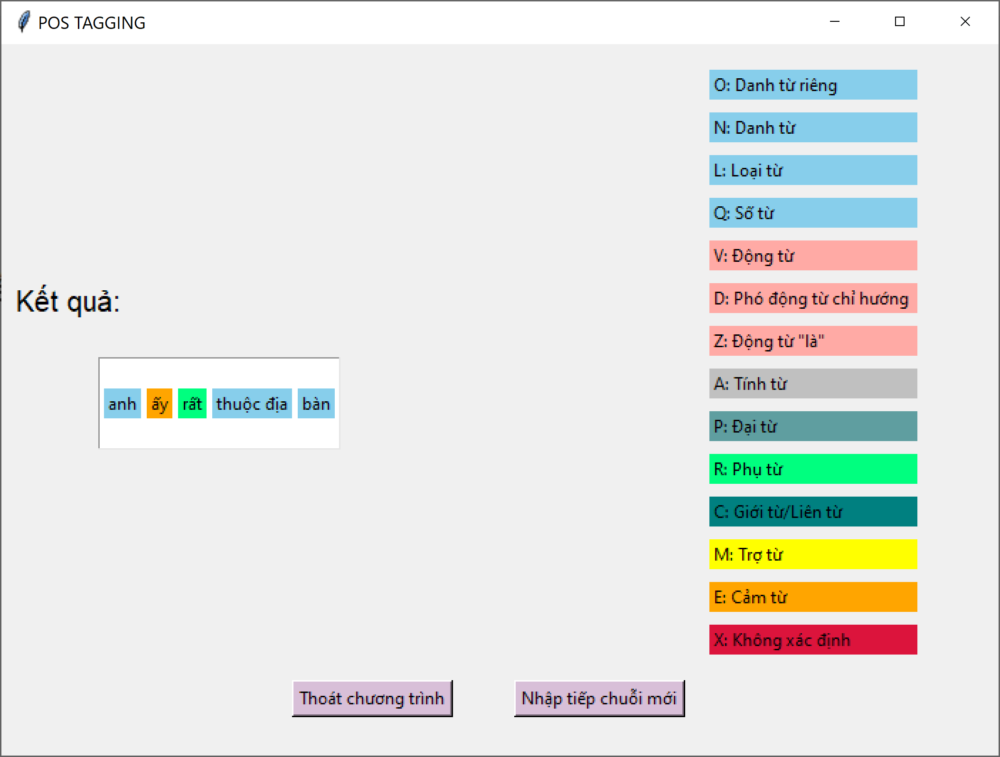 POS TAGGING
O: Danh từ riêng
N: Danh từ
L: Loại từ
Q: Số từ
V: Động từ
D: Phó động từ chỉ hướng
Z: Động từ "là"
A: Tính từ
P: Đại từ
R: Phụ từ
C: Giới từ/Liên từ
M: Trợ từ
E: Cảm từ
X: Không xác định
Kết quả:
anh ấy rất thuộc địa bàn
Thoát chương trình
Nhập tiếp chuỗi mới